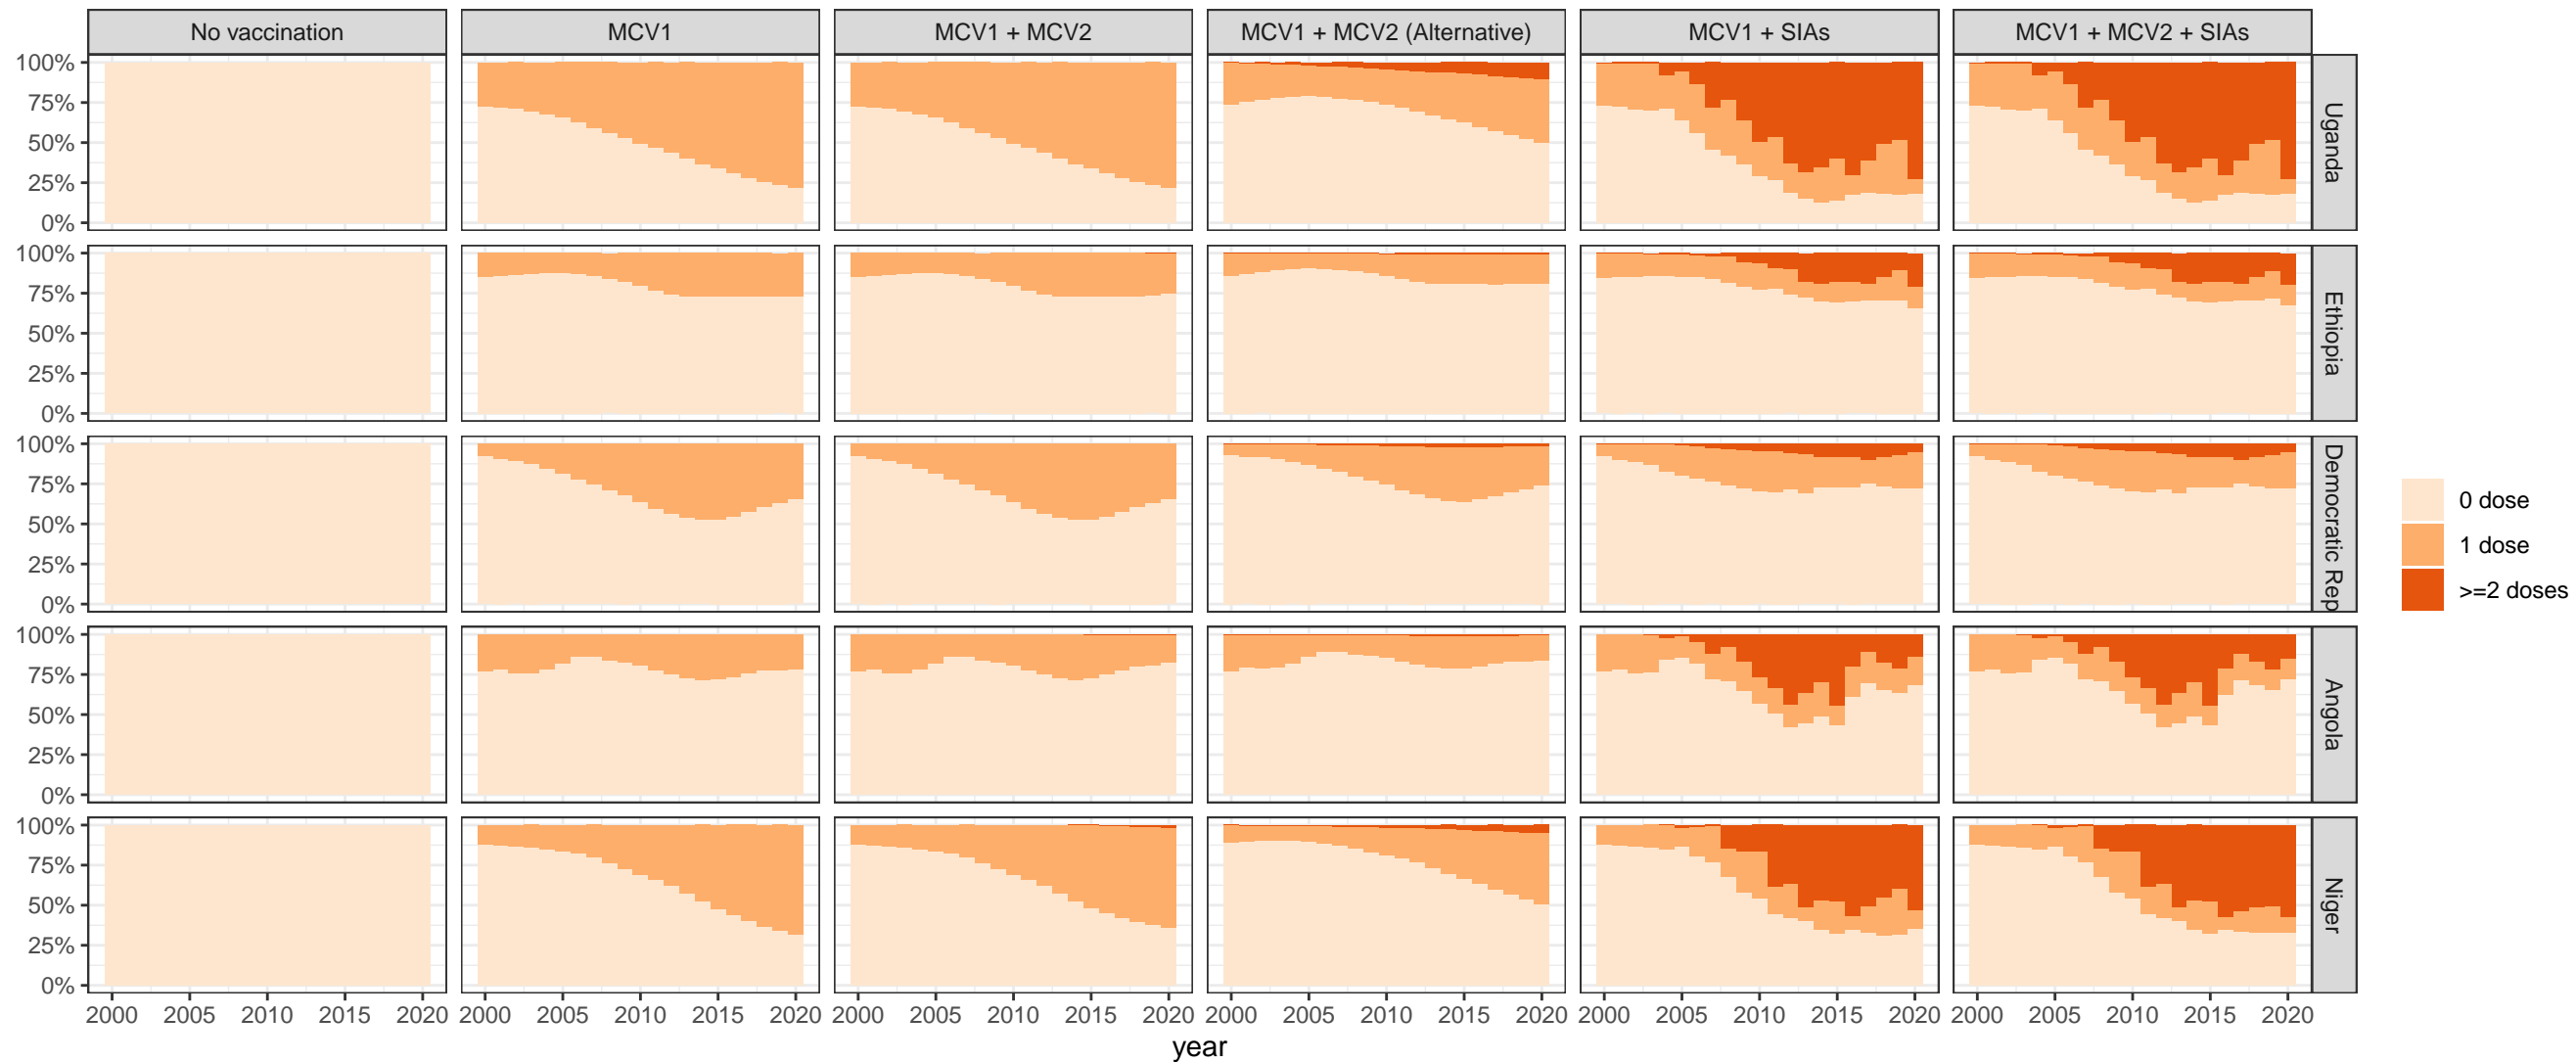 No vaccination
MCV1
MCV1 + MCV2
MCV1 + MCV2 (Alternative)
MCV1 + SIAs
MCV1 + MCV2 + SIAs
100%
75%
50%
25%
0%
Uganda
100%
75%
50%
25%
0%
Ethiopia
100%
75%
50%
25%
0%
Democratic Rep
100%
75%
50%
25%
0%
Angola
100%
75%
50%
25%
0%
Niger
2000 2005 2010 2015 2020
2000 2005 2010 2015 2020
2000 2005 2010 2015 2020
2000 2005 2010 2015 2020
2000 2005 2010 2015 2020
2000 2005 2010 2015 2020
year
0 dose
1 dose
>=2 doses